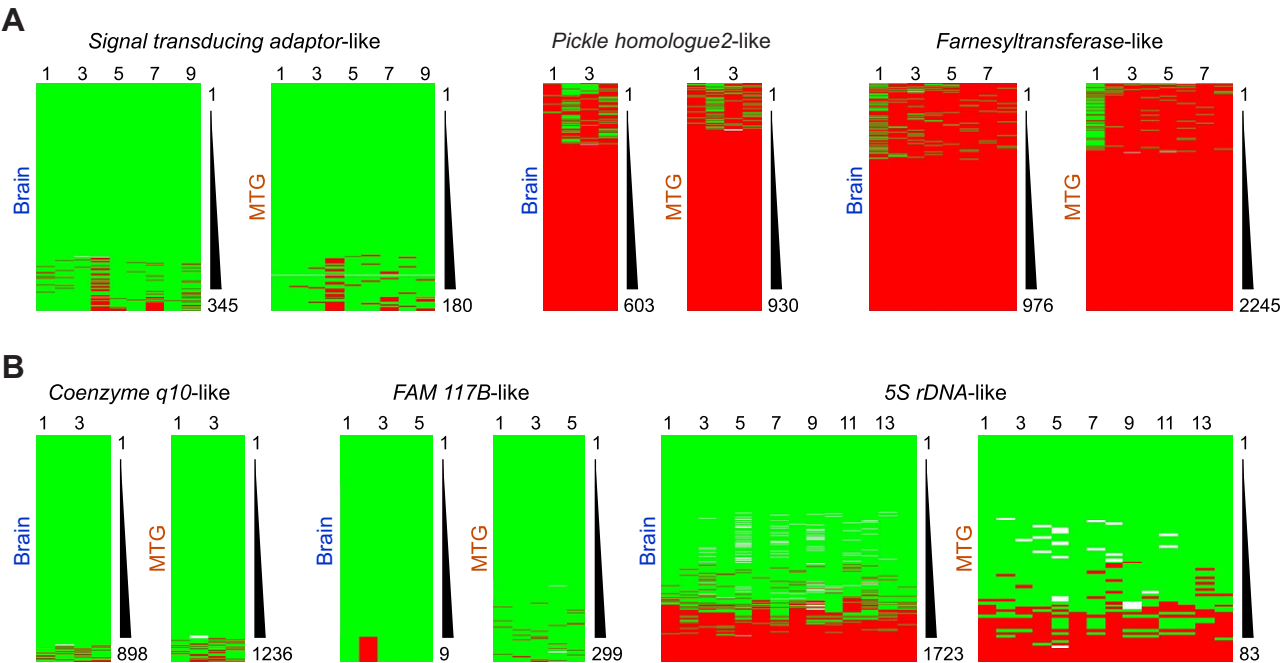 A
Signal transducing adaptor-like
Pickle homologue2-like
Farnesyltransferase-like
1 3 5 7 9
1 3 5 7 9
1 3
1 3
1 3 5 7
1 3 5 7
1
1
1
1
1
1
Brain
MTG
Brain
MTG
Brain
MTG
345
180
603
930
976
2245
B
Coenzyme q10-like
FAM 117B-like
5S rDNA-like
1 3
1 3
1 3 5
1 3 5
1 3 5 7 9 11 13
1 3 5 7 9 11 13
1
1
1
1
1
1
Brain
MTG
Brain
MTG
Brain
MTG
898
1236
9
299
1723
83